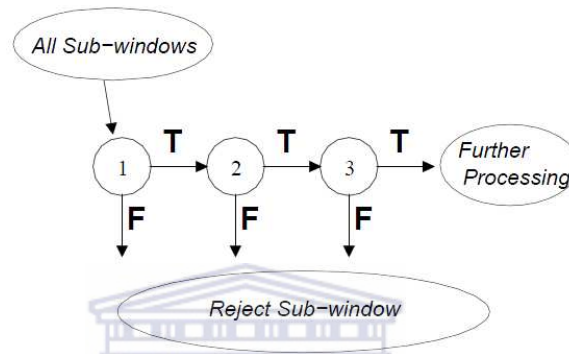 All Sub-windows
1 T 2 T 3 T
Further
Processing
F F F
Reject Sub-window